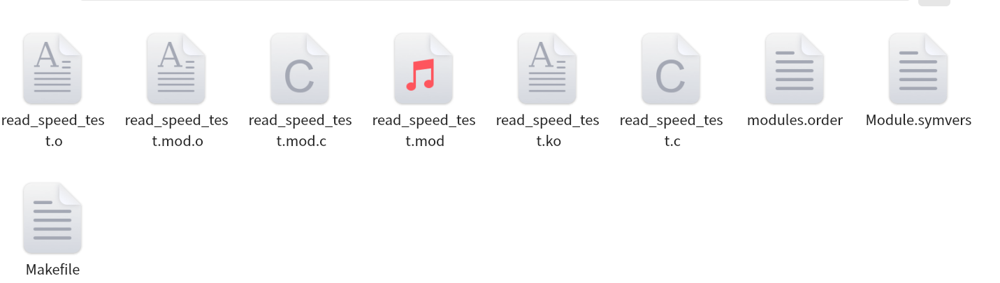 read_speed_tes
t.o
read_speed_tes
t.mod.o
read_speed_tes
t.mod.c
read_speed_tes
t.mod
read_speed_tes
t.ko
read_speed_tes
t.c
modules.order
Module.symvers
Makefile